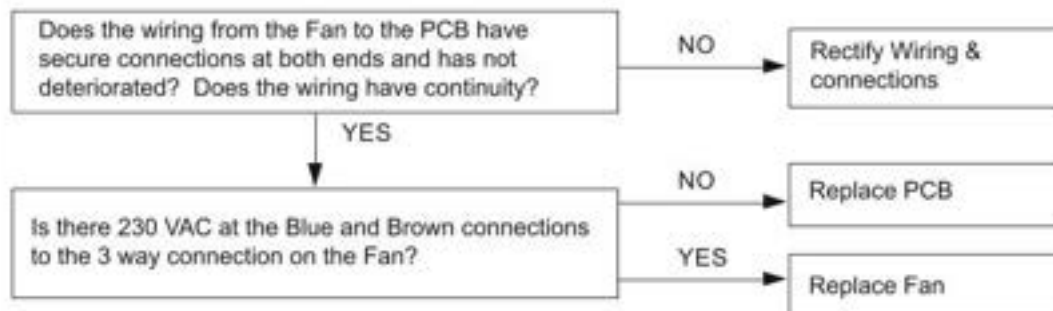 Does the wiring from the Fan to the PCB have
secure connections at both ends and has not
deteriorated? Does the wiring have continuity?
NO
Rectify Wiring &
connections
YES
Is there 230 VAC at the Blue and Brown connections
to the 3 way connection on the Fan?
NO
Replace PCB
YES
Replace Fan